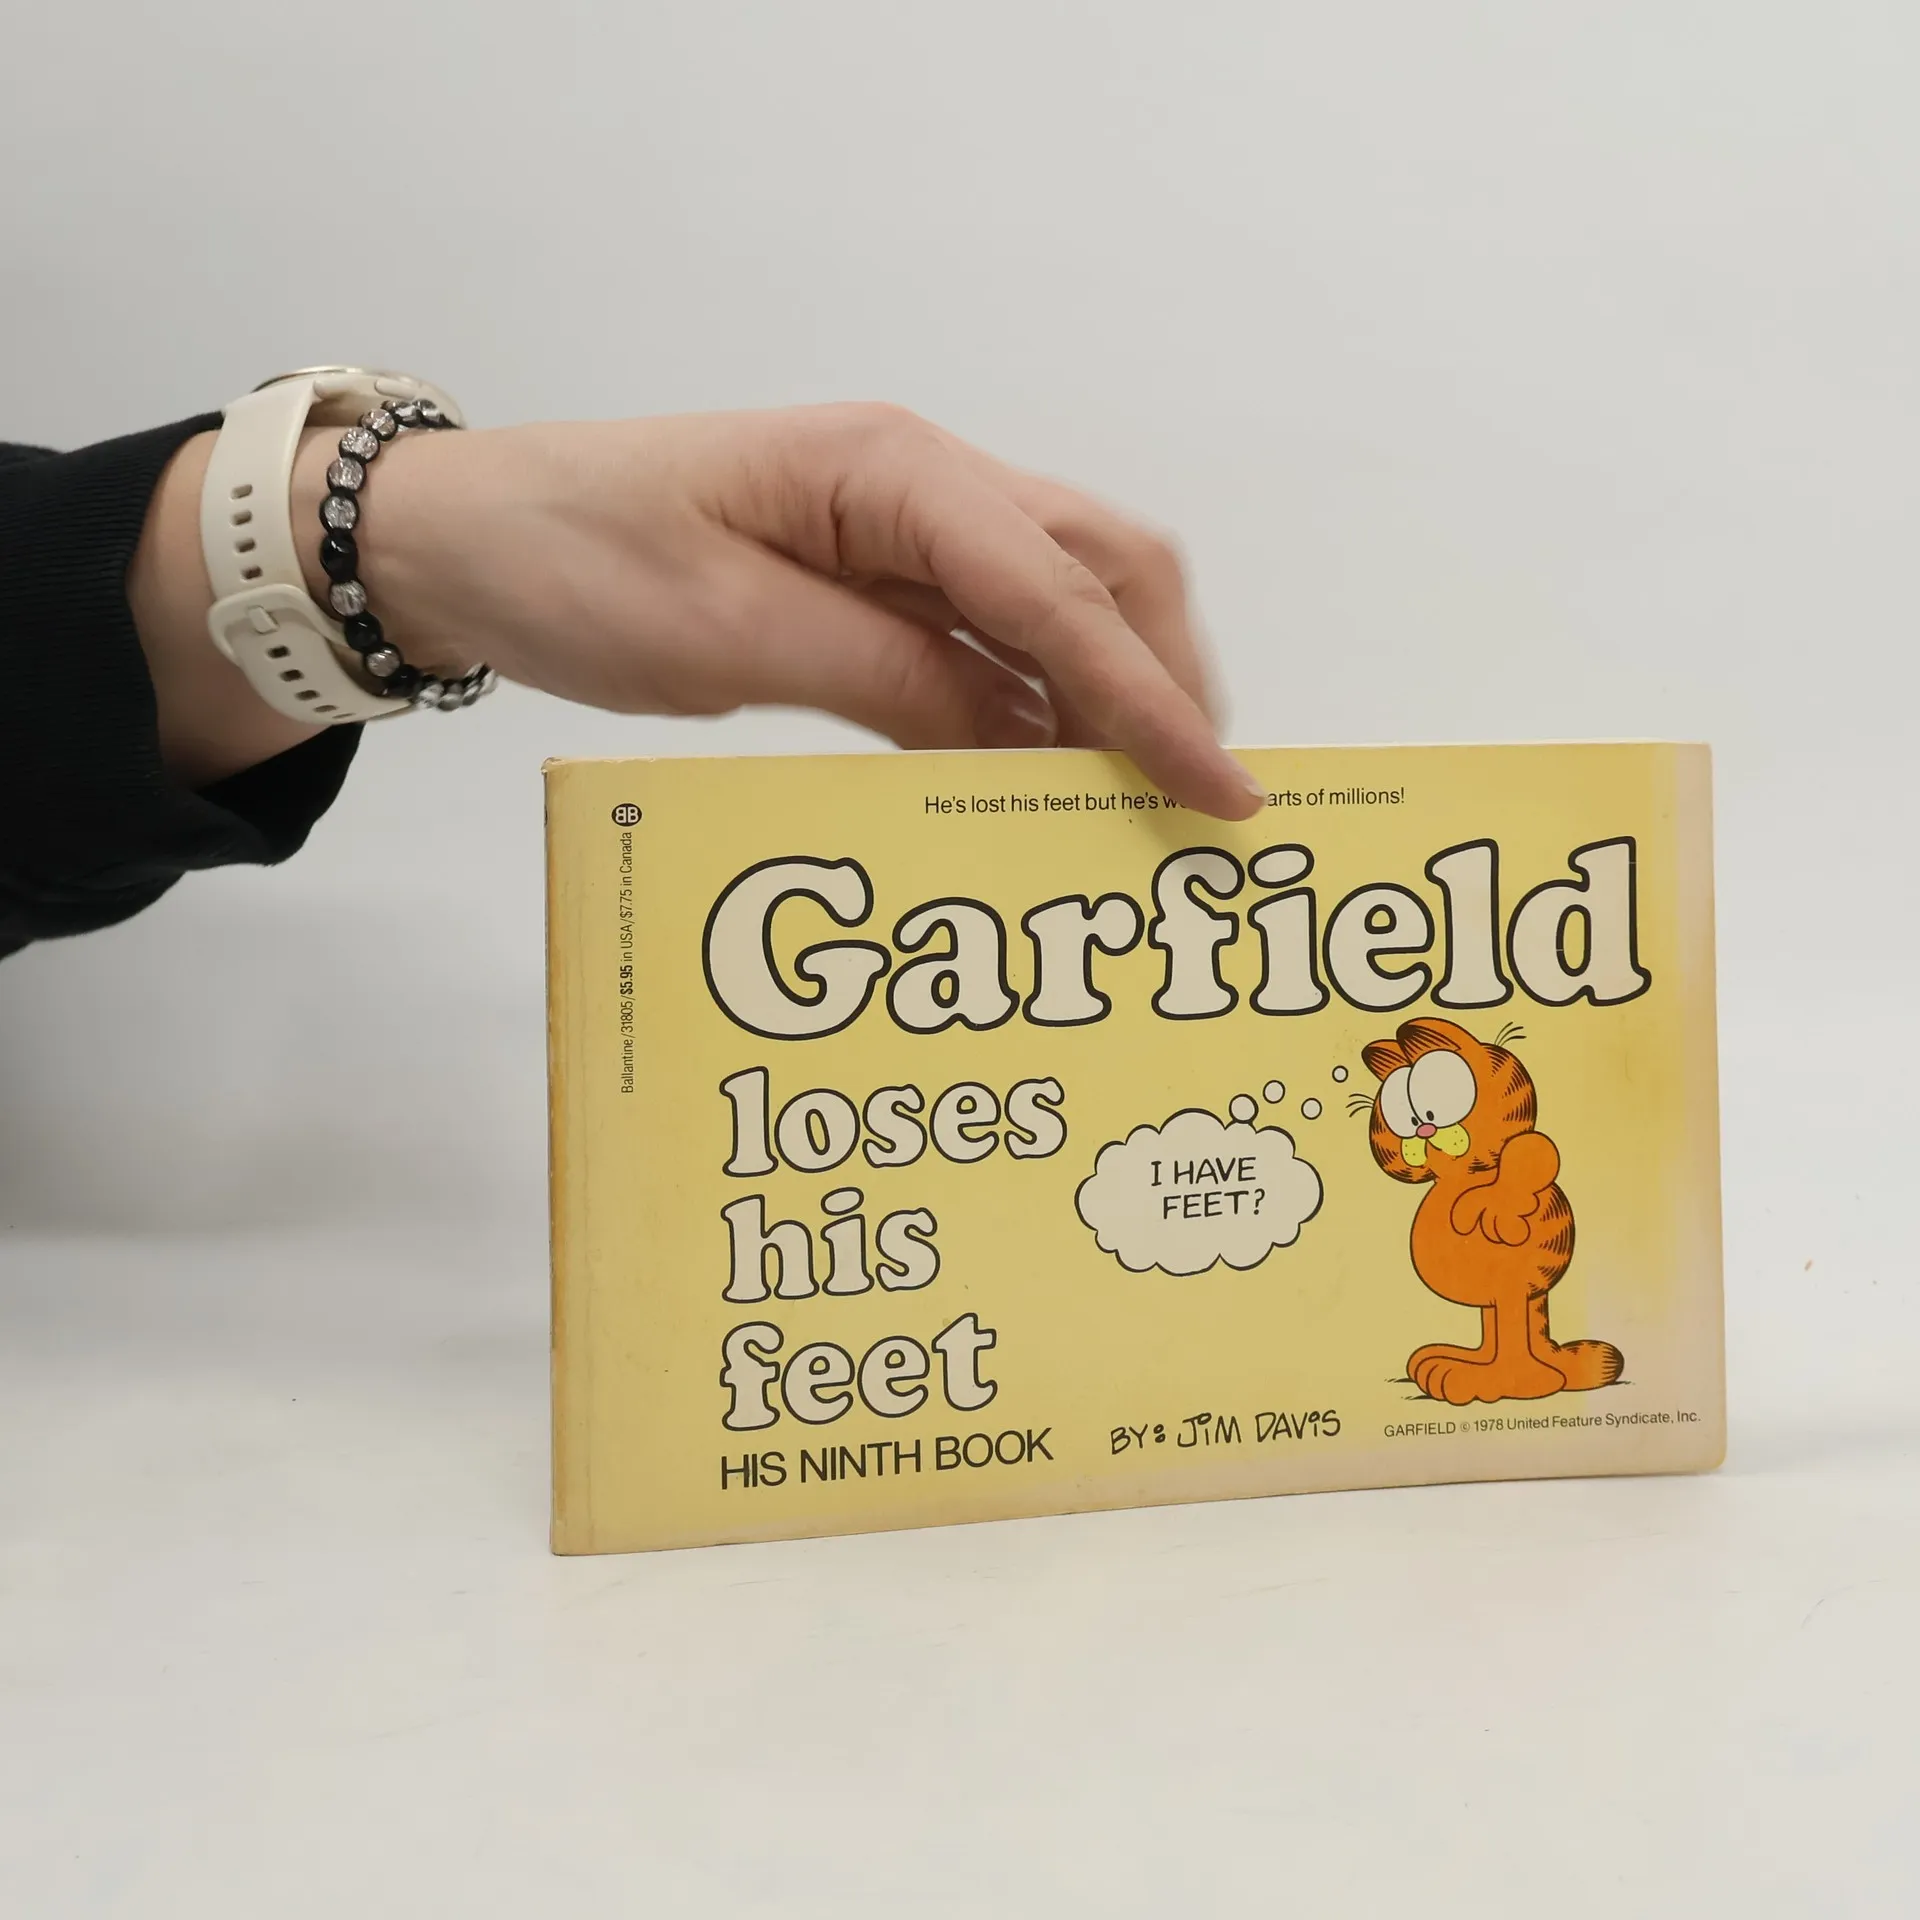 He's lost his feet but he's arts of millions!
BB
Ballantine/31805/$5.95 in USA/$7.75 in Canada
Garfield
loses
his
feet
I HAVE
FEET?
HIS NINTH BOOK
BY: JIM DAVIS
GARFIELD © 1978 United Feature Syndicate, Inc.